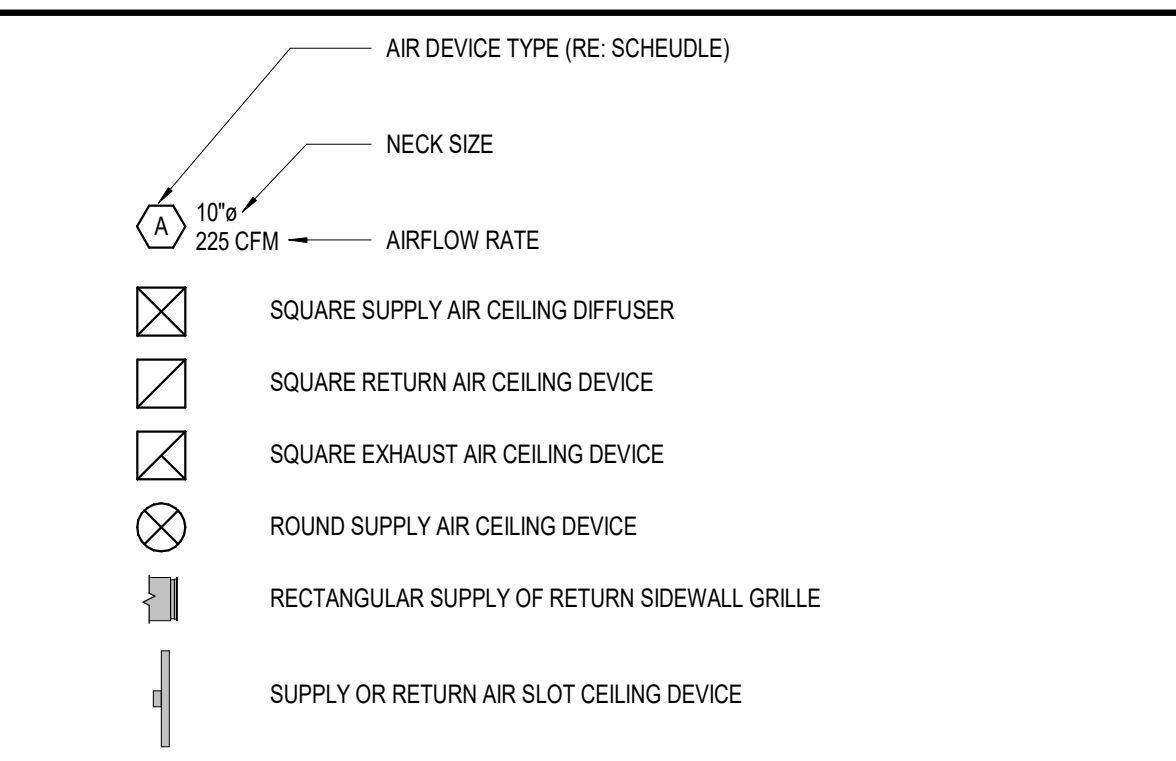 AIR DEVICE TYPE (RE: SCHEUDLE)
NECK SIZE
A
10"ø
225 CFM
AIRFLOW RATE
SQUARE SUPPLY AIR CEILING DIFFUSER
SQUARE RETURN AIR CEILING DEVICE
SQUARE EXHAUST AIR CEILING DEVICE
ROUND SUPPLY AIR CEILING DEVICE
RECTANGULAR SUPPLY OF RETURN SIDEWALL GRILLE
SUPPLY OR RETURN AIR SLOT CEILING DEVICE